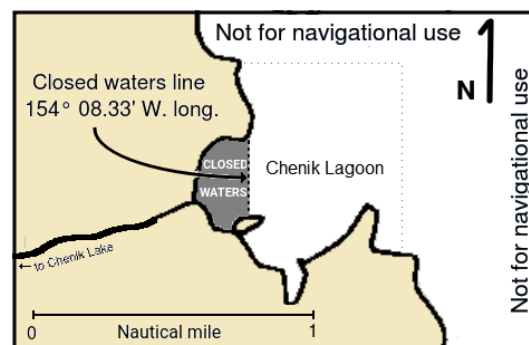 Not for navigational use
Closed waters line
154° 08.33' W. long.
N
CLOSED
WATERS
Chenik Lagoon
← to Chenik Lake
0
Nautical mile
1
Not for navigational use